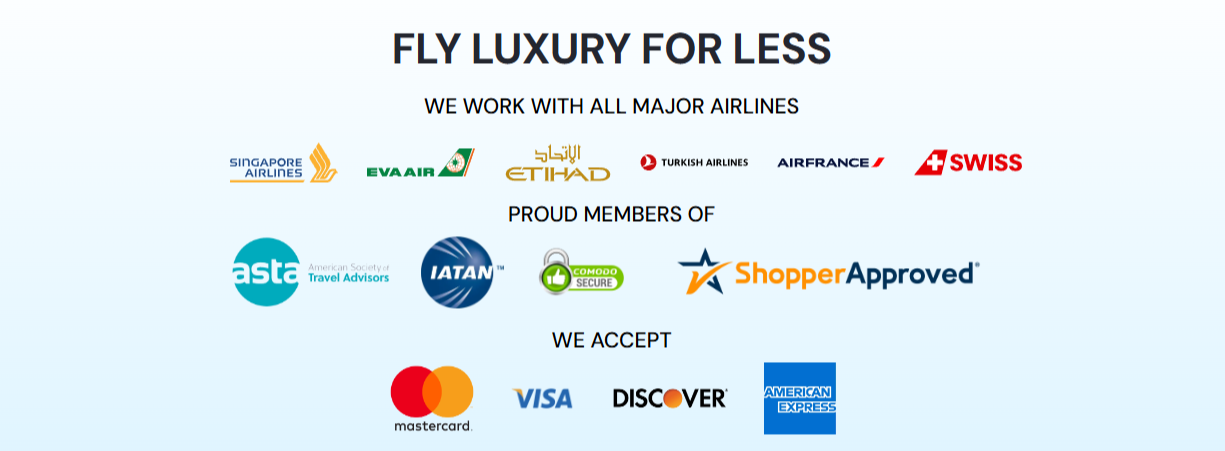 FLY LUXURY FOR LESS
WE WORK WITH ALL MAJOR AIRLINES
SINGAPORE
AIRLINES
EVA AIR
الإتحاد
ETIHAD
TURKISH AIRLINES
AIRFRANCE
SWISS
PROUD MEMBERS OF
asta
American Society of
Travel Advisors
IATAN™
COMODO
SECURE
ShopperApproved®
WE ACCEPT
mastercard.
VISA
DISCOVER
AMERICAN
EXPRESS